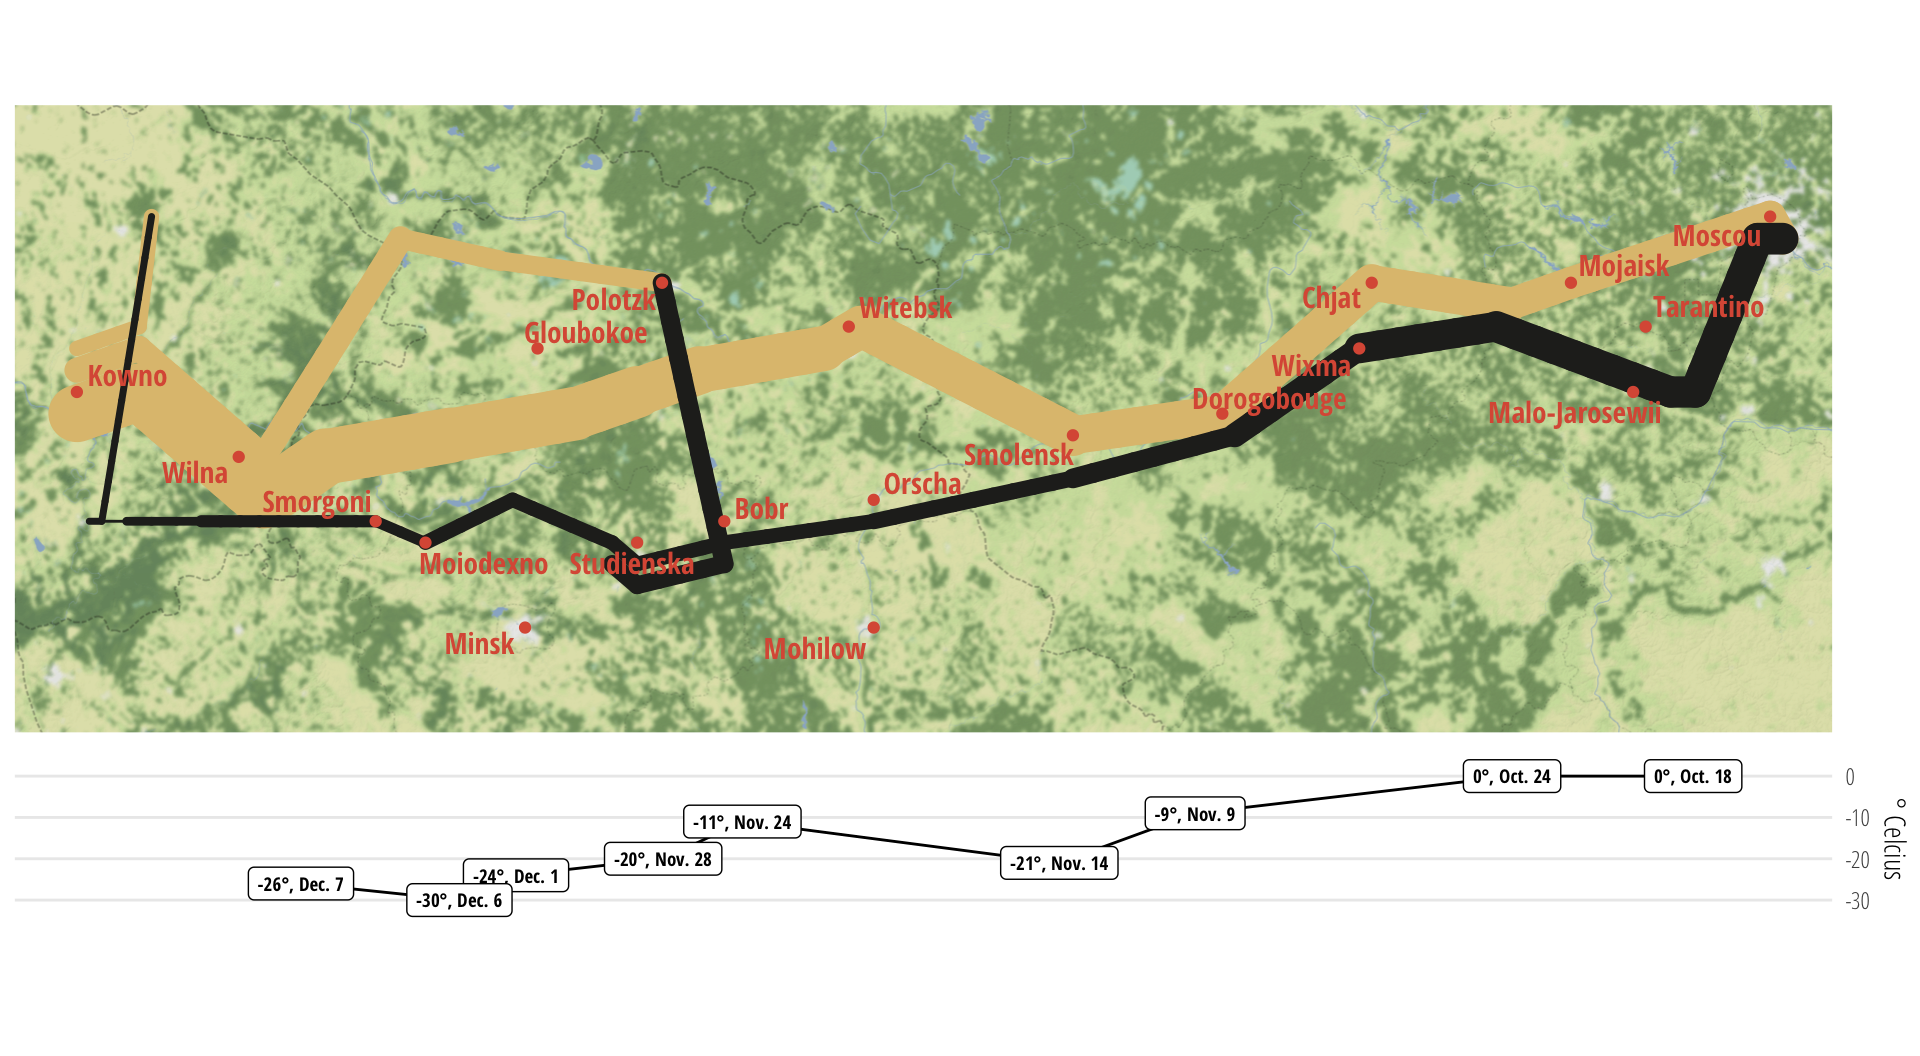 Moscou
Mojaisk
Chjat
Polotzk
Tarantino
Witebsk
Gloubokoe
Wixma
Kowno
Dorogobouge
Malo-Jarosewii
Smolensk
Wilna
Orscha
Smorgoni
Bobr
Moiodexno
Studienska
Minsk
Mohilow
0°, Oct. 24
0°, Oct. 18
0
-9°, Nov. 9
-10
-11°, Nov. 24
-20°, Nov. 28
-21°, Nov. 14
-20
-24°, Dec. 1
-26°, Dec. 7
-30°, Dec. 6
-30
° Celcius